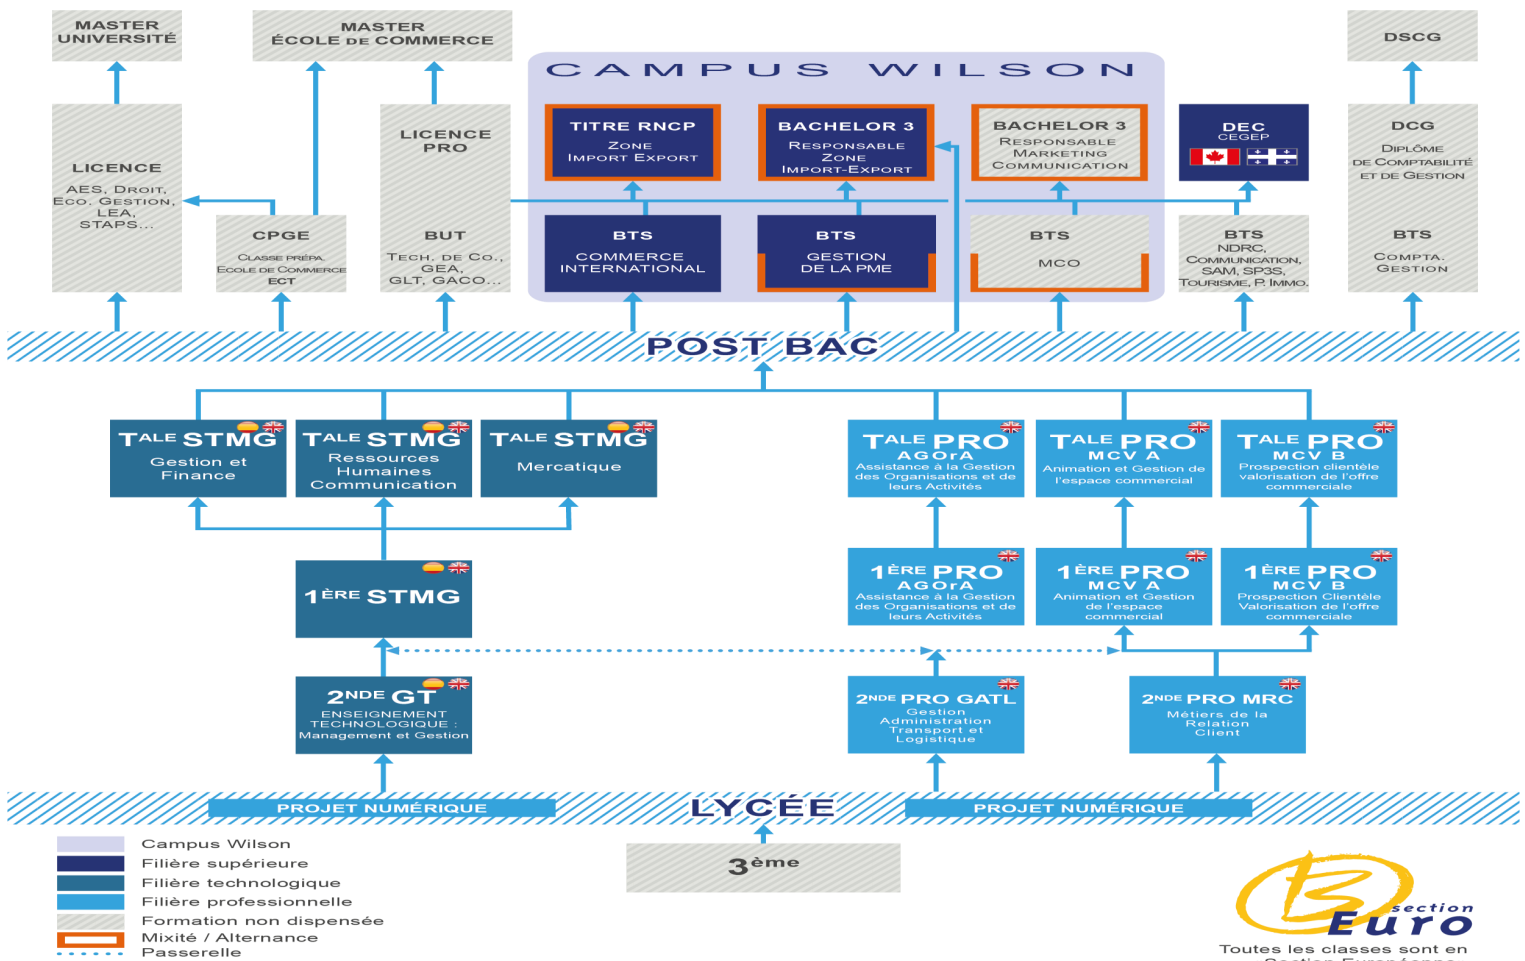 MASTER
UNIVERSITÉ
MASTER
ÉCOLE DE COMMERCE
DSCG
CAMPUS WILSON
LICENCE
AES, DROIT,
ECO. GESTION,
LEA,
STAPS...
LICENCE
PRO
TITRE RNCP
ZONE
IMPORT EXPORT
BACHELOR 3
RESPONSABLE
ZONE
IMPORT-EXPORT
BACHELOR 3
RESPONSABLE
MARKETING
COMMUNICATION
DEC
CEGEP
DCG
DIPLÔME
DE COMPTABILITÉ
ET DE GESTION
CPGE
CLASSE PRÉPA.
ECOLE DE COMMERCE
ECT
BUT
TECH. DE CO.,
GEA,
GLT, GACO...
BTS
COMMERCE
INTERNATIONAL
BTS
GESTION
DE LA PME
BTS
MCO
BTS
NDRC,
COMMUNICATION,
SAM, SP3S,
TOURISME, P. IMMO.
BTS
COMPTA.
GESTION
POST BAC
TALE STMG
Gestion et
Finance
TALE STMG
Ressources
Humaines
Communication
TALE STMG
Mercatique
TALE PRO
AGOrA
Assistance à la Gestion
des Organisations et de
leurs Activités
TALE PRO
MCV A
Animation et Gestion de
l'espace commercial
TALE PRO
MCV B
Prospection clientèle
valorisation de l'offre
commerciale
1ÈRE STMG
1ÈRE PRO
AGOrA
Assistance à la Gestion
des Organisations et de
leurs Activités
1ÈRE PRO
MCV A
Animation et Gestion
de l'espace
commercial
1ÈRE PRO
MCV B
Prospection Clientèle
Valorisation de l'offre
commerciale
2NDE GT
ENSEIGNEMENT
TECHNOLOGIQUE :
Management et Gestion
2NDE PRO GATL
Gestion
Administration
Transport et
Logistique
2NDE PRO MRC
Métiers de la
Relation
Client
PROJET NUMÉRIQUE
LYCÉE
PROJET NUMÉRIQUE
3ème
Campus Wilson
Filière supérieure
Filière technologique
Filière professionnelle
Formation non dispensée
Mixité / Alternance
Passerelle
B
section
Euro
Toutes les classes sont en
Section Européenne